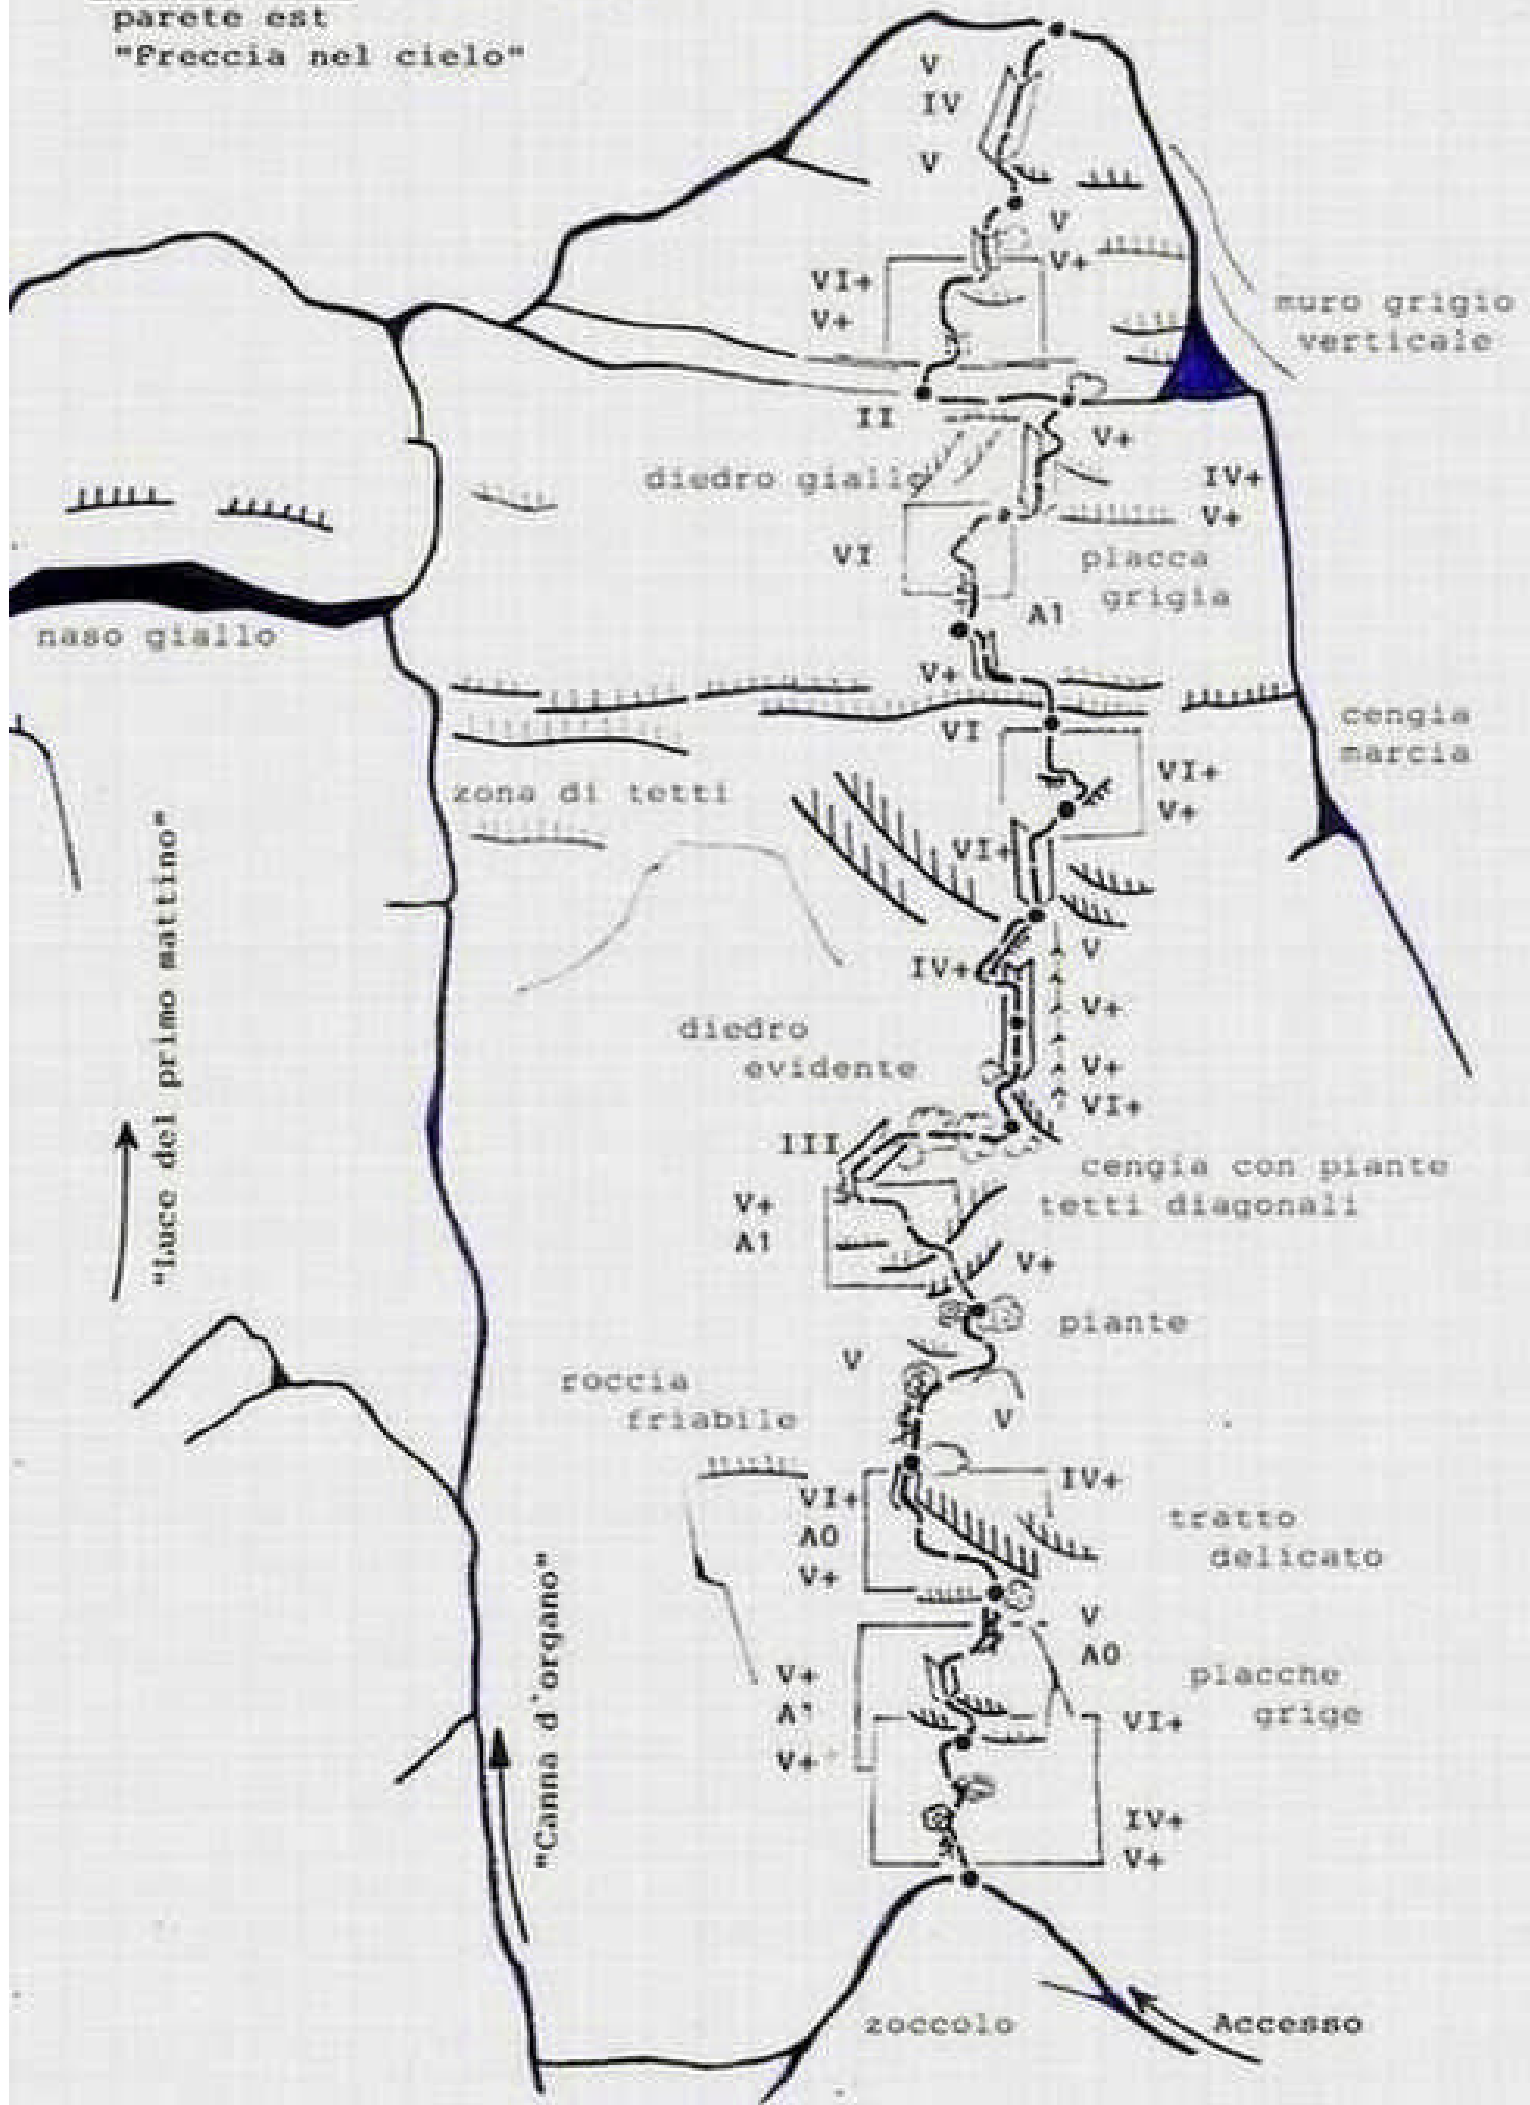 parete est
"Freccia nel cielo"
V
IV
V
V
V+
VI+
V+
muro grigio
verticale
II
V+
diedro giallo
IV+
V+
VI
placca
grigia
A1
naso giallo
V+
VI
cengia
marcia
VI+
V+
zona di tetti
VI+
"Luce del primo mattino"
V
IV+
V+
diedro
evidente
V+
VI+
III
cengia con piante
tetti diagonali
V+
A1
V+
piante
V
roccia
friabile
V
IV+
VI+
A0
V+
tratto
delicato
"Canna d'organo"
V
A0
V+
A1
V+
placche
grige
VI+
IV+
V+
zoccolo
Accesso